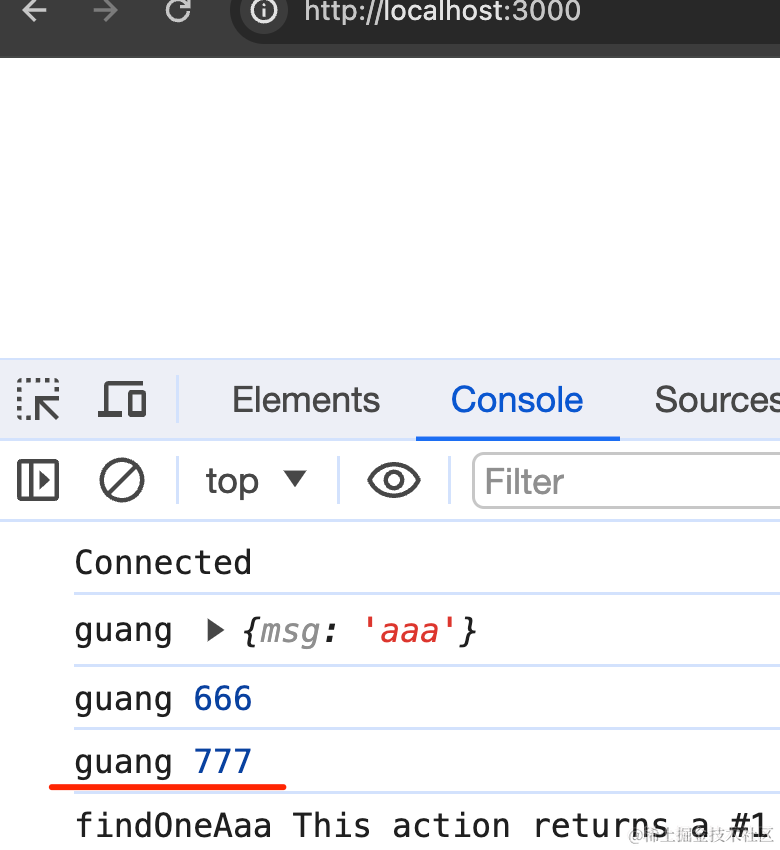 http://localhost:3000
Elements Console Sources
top Filter
Connected
guang {msg: 'aaa'}
guang 666
guang 777
findOneAaa This action returns a #1
@稀土掘金技术社区